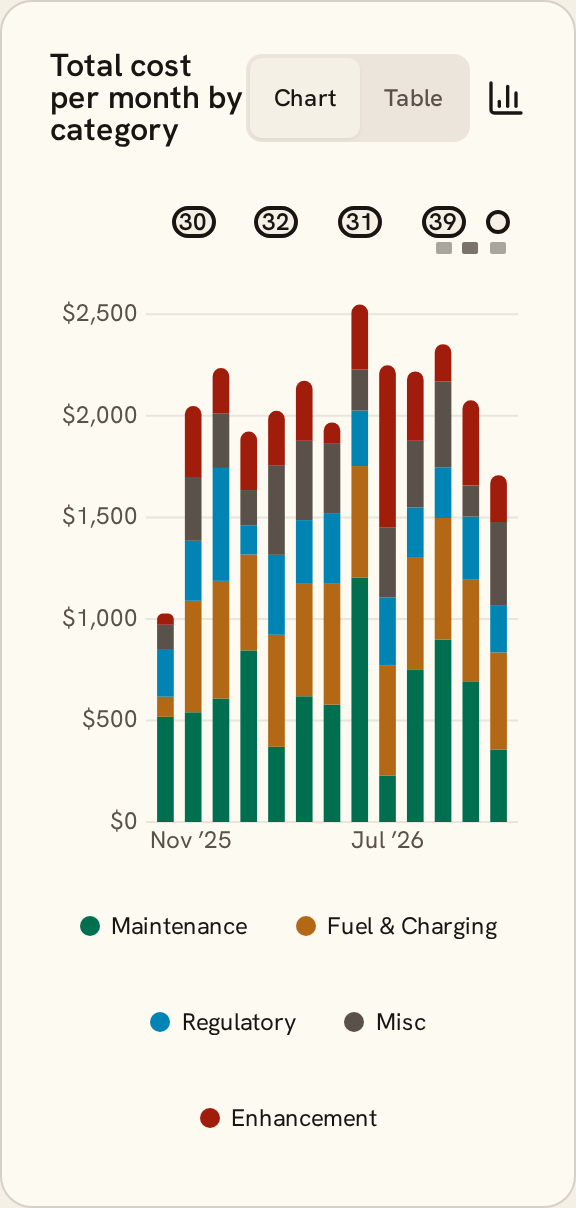 Total cost
per month by
category
Chart Table
30 32 31 39
$2,500
$2,000
$1,500
$1,000
$500
$0
Nov ’25 Jul ’26
Maintenance Fuel & Charging
Regulatory Misc
Enhancement